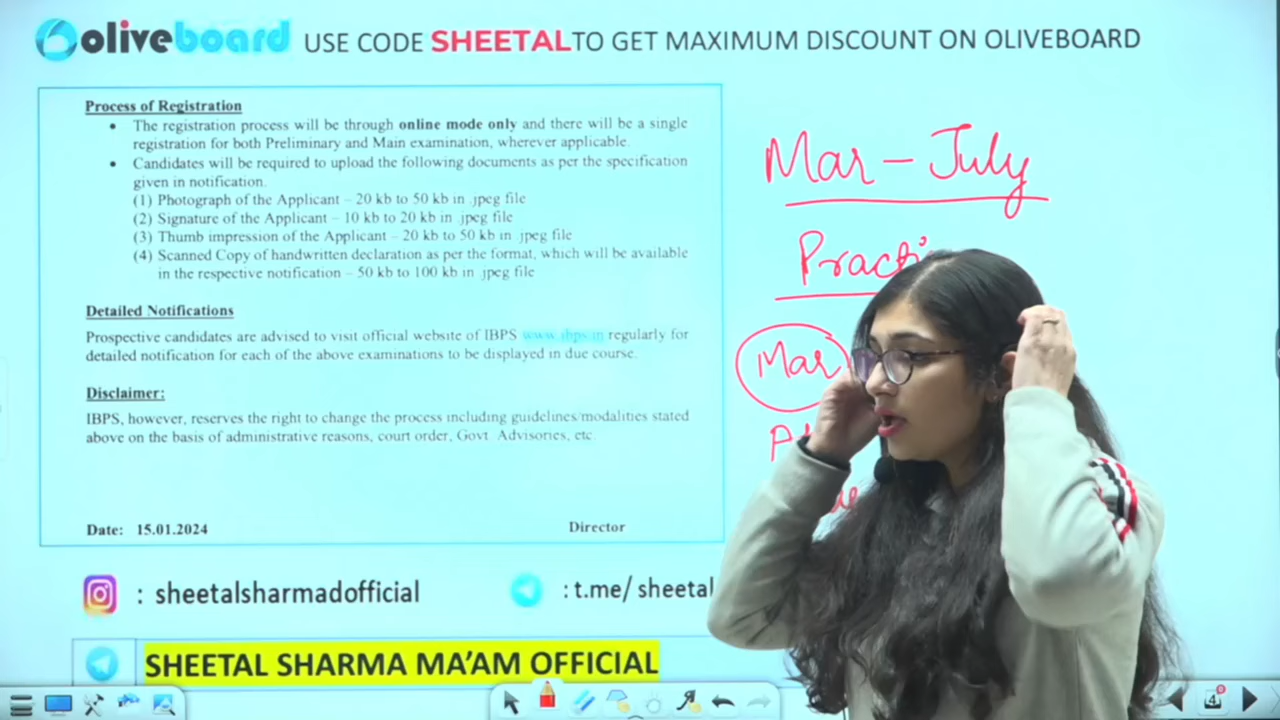 oliveboard USE CODE SHEETAL TO GET MAXIMUM DISCOUNT ON OLIVEBOARD
Process of Registration
• The registration process will be through online mode only and there will be a single
registration for both Preliminary and Main examination, wherever applicable.
• Candidates will be required to upload the following documents as per the specification
given in notification.
(1) Photograph of the Applicant – 20 kb to 50 kb in .jpeg file
(2) Signature of the Applicant – 10 kb to 20 kb in .jpeg file
(3) Thumb impression of the Applicant – 20 kb to 50 kb in .jpeg file
(4) Scanned Copy of handwritten declaration as per the format, which will be available
in the respective notification – 50 kb to 100 kb in .jpeg file
Detailed Notifications
Prospective candidates are advised to visit official website of IBPS www.ibps.in regularly for
detailed notification for each of the above examinations to be displayed in due course.
Disclaimer:
IBPS, however, reserves the right to change the process including guidelines/modalities stated
above on the basis of administrative reasons, court order, Govt. Advisories, etc.
Date: 15.01.2024 Director
Mar – July
Practi
Mar
: sheetalsharmadofficial : t.me/ sheetal
SHEETAL SHARMA MA’AM OFFICIAL
4